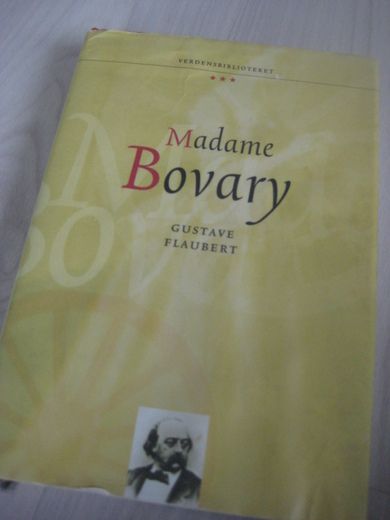 VERDENSBIBLIOTEKET
Madame
Bovary
GUSTAVE
FLAUBERT